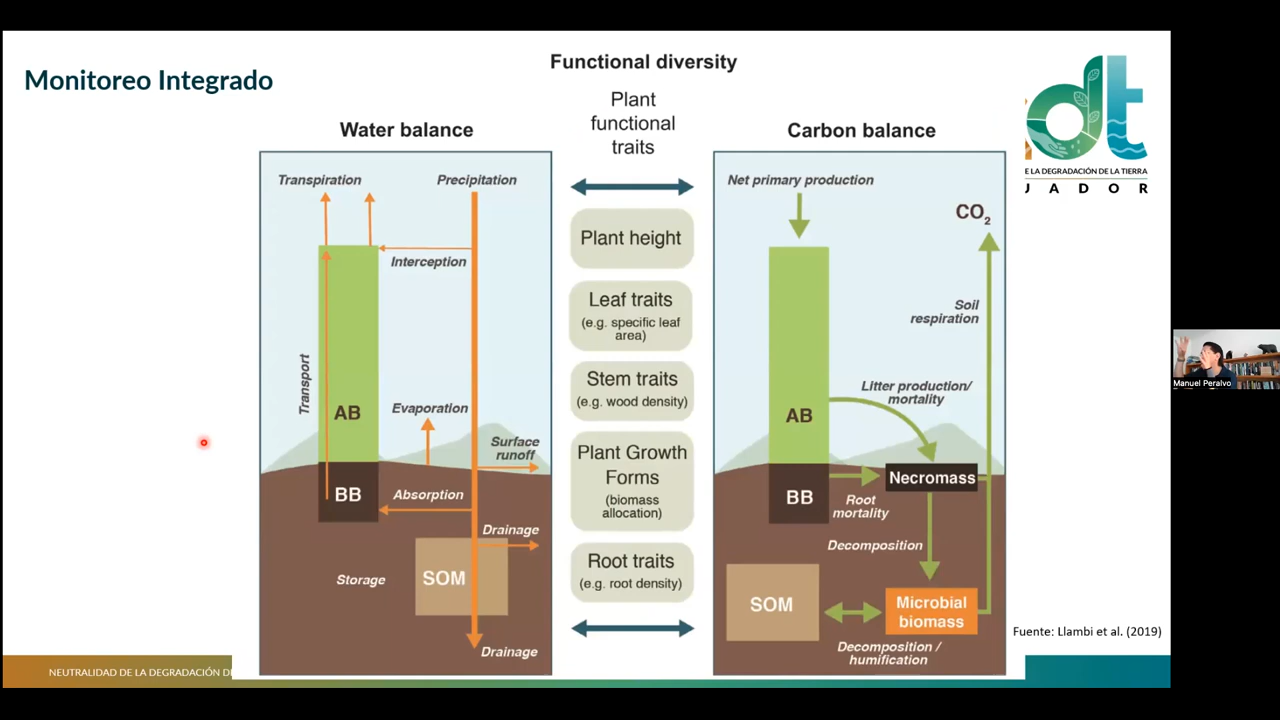 Monitoreo Integrado
Functional diversity
Plant
functional
traits
Water balance
Transpiration
Precipitation
Interception
Transport
AB
Evaporation
Surface
runoff
BB
Absorption
Drainage
Storage
SOM
Drainage
Plant height
Leaf traits
(e.g. specific leaf
area)
Stem traits
(e.g. wood density)
Plant Growth
Forms
(biomass
allocation)
Root traits
(e.g. root density)
Carbon balance
Net primary production
CO2
Soil
respiration
Litter production/
mortality
AB
BB
Necromass
Root
mortality
Decomposition
SOM
Microbial
biomass
Decomposition /
humification
dt
E LA DEGRADACIÓN DE LA TIERRA
UADOR
Fuente: Llambi et al. (2019)
NEUTRALIDAD DE LA DEGRADACIÓN
Manuel Peralvo